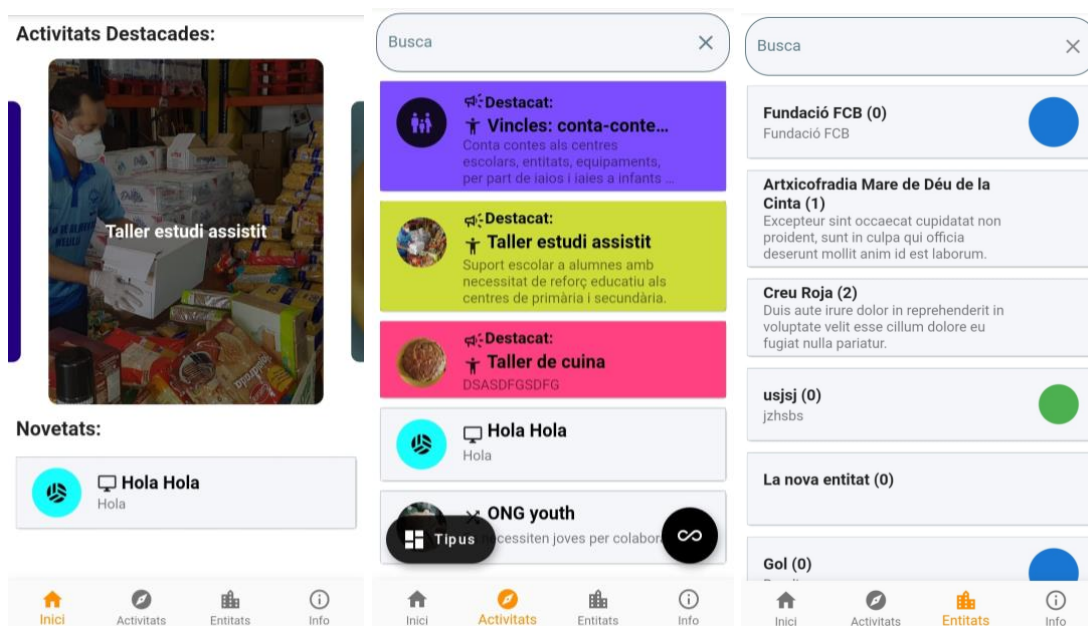 Activitats Destacades:
Taller estudi assistit
Novetats:
Hola Hola
Hola
Inici
Activitats
Entitats
Info
Busca
Destacat:
Vincles: conta-conte...
Conta contes als centres
escolars, entitats, equipaments,
per part de iaios i iaies a infants ...
Destacat:
Taller estudi assistit
Suport escolar a alumnes amb
necessitat de reforç educatiu als
centres de primària i secundària.
Destacat:
Taller de cuina
DSASDFGSDFG
Hola Hola
Hola
ONG youth
necessiten joves per colabor
Tipus
Inici
Activitats
Entitats
Info
Busca
Fundació FCB (0)
Fundació FCB
Artxicofradia Mare de Déu de la
Cinta (1)
Excepteur sint occaecat cupidatat non
proident, sunt in culpa qui officia
deserunt mollit anim id est laborum.
Creu Roja (2)
Duis aute irure dolor in reprehenderit in
voluptate velit esse cillum dolore eu
fugiat nulla pariatur.
usjsj (0)
jzhsbs
La nova entitat (0)
Gol (0)
Inici
Activitats
Entitats
Info